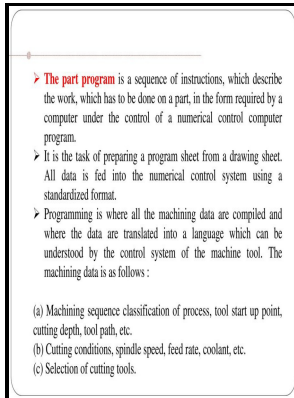 ➢ The part program is a sequence of instructions, which describe
the work, which has to be done on a part, in the form required by a
computer under the control of a numerical control computer
program.
➢ It is the task of preparing a program sheet from a drawing sheet.
All data is fed into the numerical control system using a
standardized format.
➢ Programming is where all the machining data are compiled and
where the data are translated into a language which can be
understood by the control system of the machine tool. The
machining data is as follows :
(a) Machining sequence classification of process, tool start up point,
cutting depth, tool path, etc.
(b) Cutting conditions, spindle speed, feed rate, coolant, etc.
(c) Selection of cutting tools.